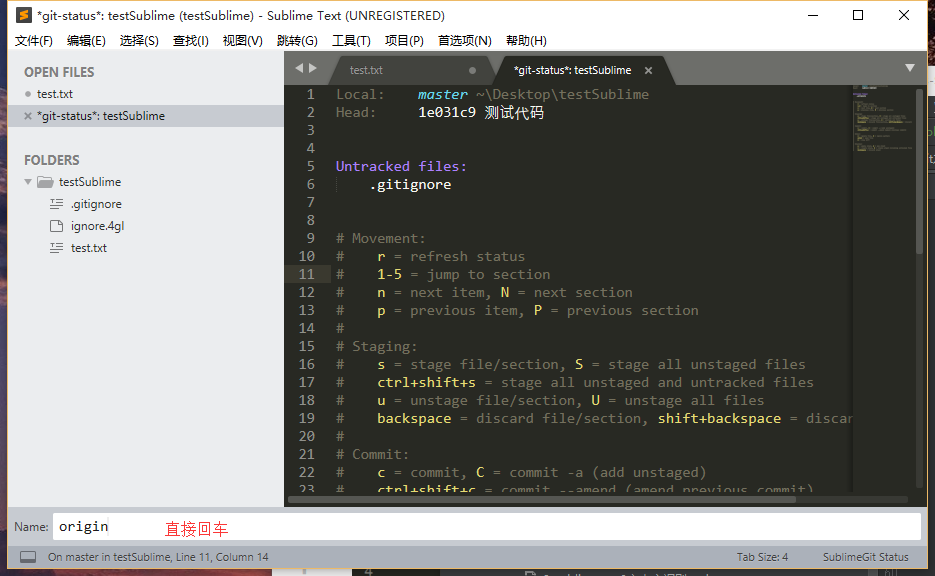 *git-status*: testSublime (testSublime) - Sublime Text (UNREGISTERED)
文件(F) 编辑(E) 选择(S) 查找(I) 视图(V) 跳转(G) 工具(T) 项目(P) 首选项(N) 帮助(H)
OPEN FILES
test.txt
*git-status*: testSublime
FOLDERS
testSublime
.gitignore
ignore.4gl
test.txt
test.txt *git-status*: testSublime
1 Local: master ~\Desktop\testSublime
2 Head: 1e031c9 测试代码
3
4
5 Untracked files:
6 .gitignore
7
8
9 # Movement:
10 # r = refresh status
11 # 1-5 = jump to section
12 # n = next item, N = next section
13 # p = previous item, P = previous section
14 #
15 # Staging:
16 # s = stage file/section, S = stage all unstaged files
17 # ctrl+shift+s = stage all unstaged and untracked files
18 # u = unstage file/section, U = unstage all files
19 # backspace = discard file/section, shift+backspace = discar
20 #
21 # Commit:
22 # c = commit, C = commit -a (add unstaged)
23 # ctrl+shift+c = commit --amend (amend previous commit)
Name: origin 直接回车
On master in testSublime, Line 11, Column 14 Tab Size: 4 SublimeGit Status